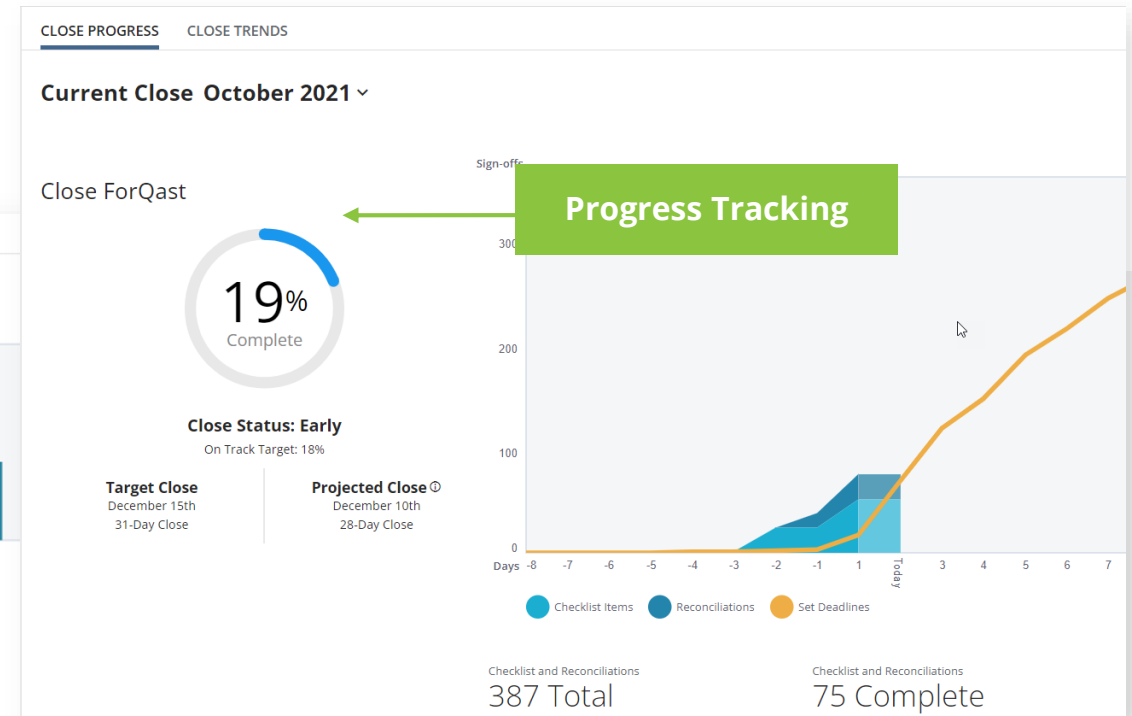 CLOSE PROGRESS CLOSE TRENDS
Current Close October 2021
Close ForQast
Sign-offs
Progress Tracking
300
19%
Complete
200
Close Status: Early
On Track Target: 18%
100
Target Close
December 15th
31-Day Close
Projected Close
December 10th
28-Day Close
0
Days -8 -7 -6 -5 -4 -3 -2 -1 1 Today 3 4 5 6 7
Checklist Items Reconciliations Set Deadlines
Checklist and Reconciliations
387 Total
Checklist and Reconciliations
75 Complete